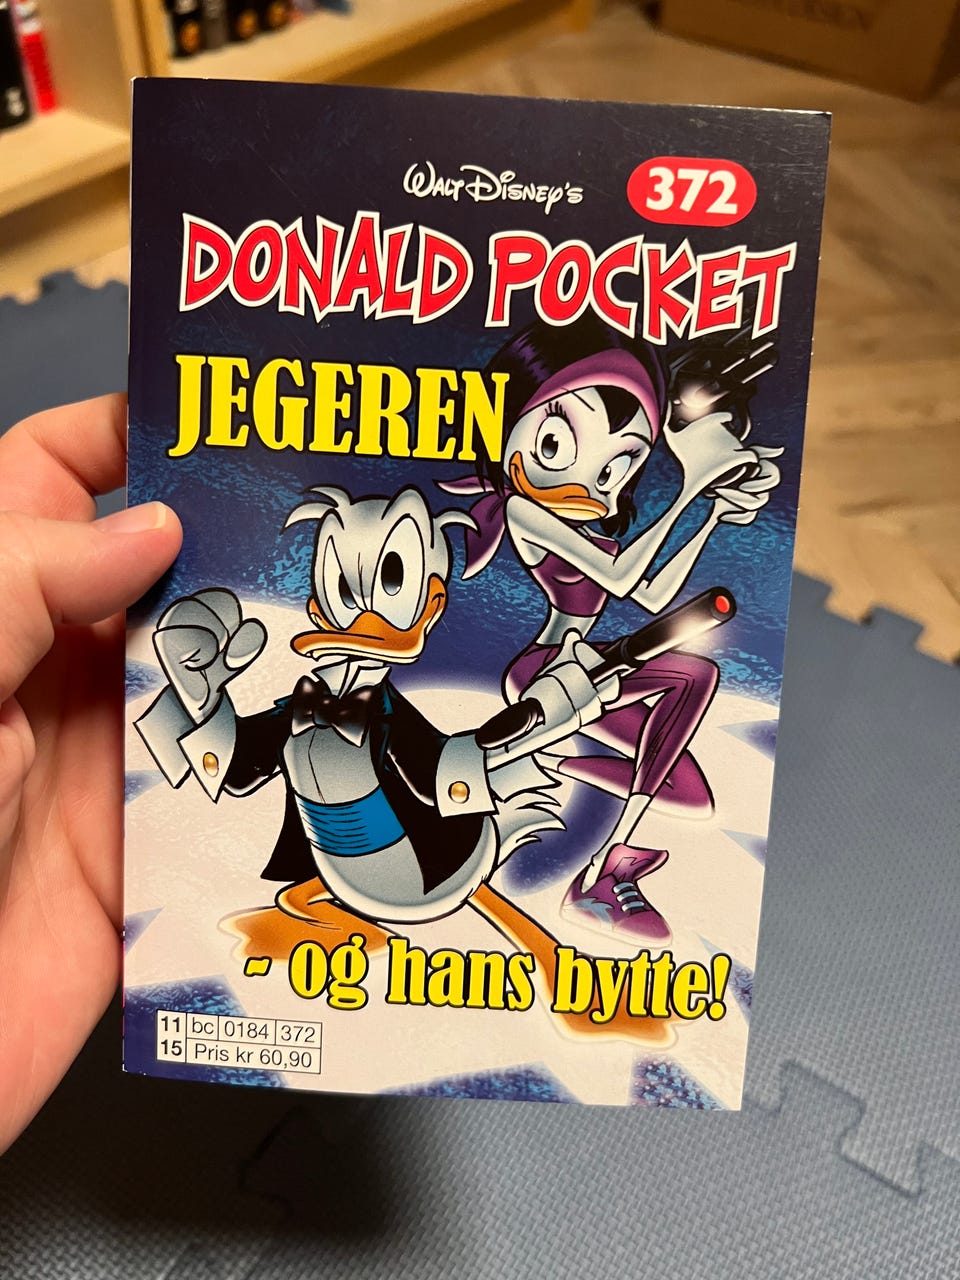 WALT DISNEY'S
372
DONALD POCKET
JEGEREN
- og hans bytte!
11 bc 0184 372
15 Pris kr 60,90